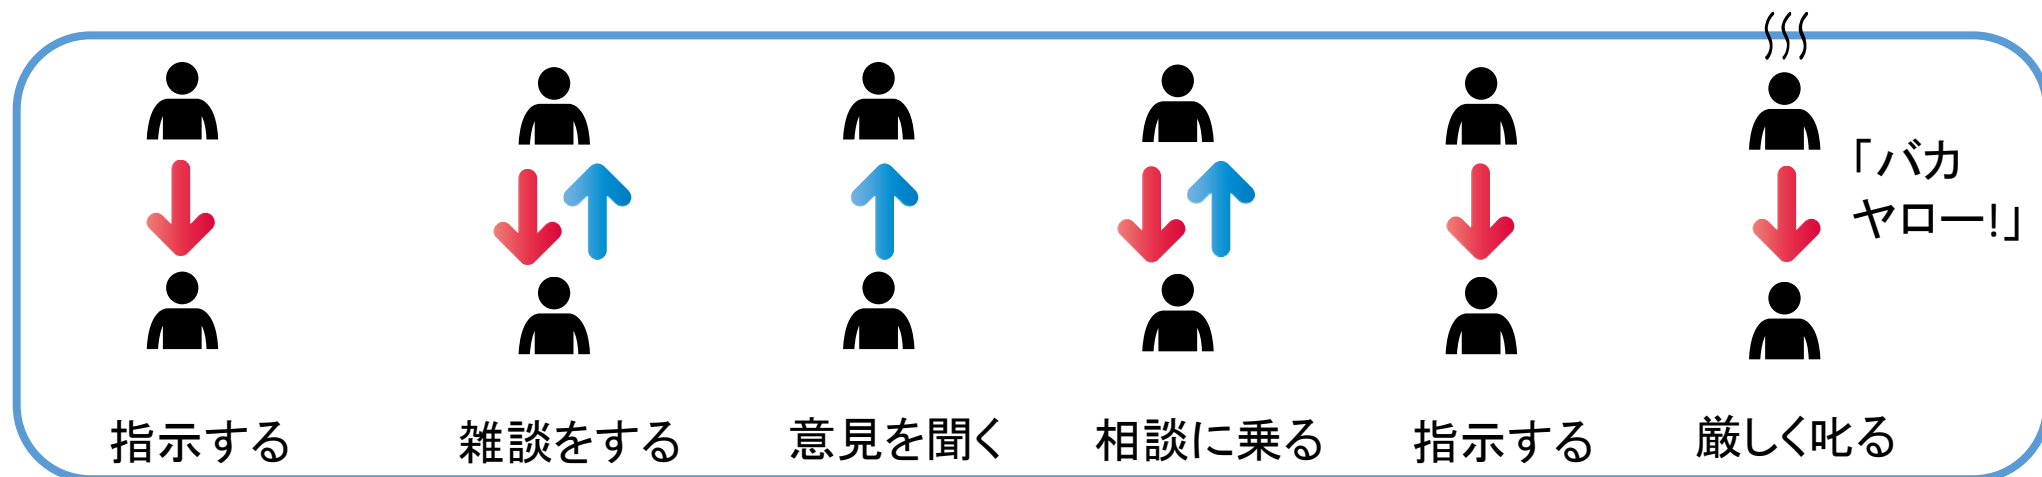 「バカ
ヤロー!」
指示する
雑談をする
意見を聞く
相談に乗る
指示する
厳しく叱る